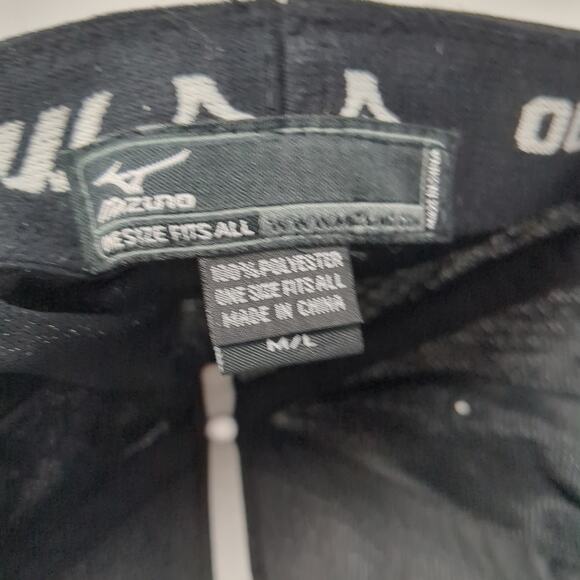 MIZUNO
ONE SIZE FITS ALL
100% POLYESTER
ONE SIZE FITS ALL
MADE IN CHINA
M/L